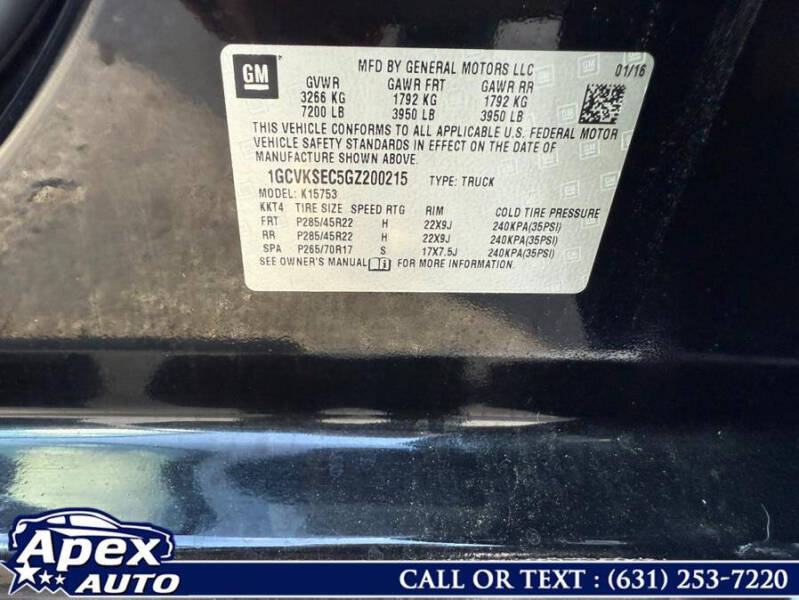 GM
MFD BY GENERAL MOTORS LLC 01/16
GVWR GAWR FRT GAWR RR
3266 KG 1792 KG 1792 KG
7200 LB 3950 LB 3950 LB
THIS VEHICLE CONFORMS TO ALL APPLICABLE U.S. FEDERAL MOTOR
VEHICLE SAFETY STANDARDS IN EFFECT ON THE DATE OF
MANUFACTURE SHOWN ABOVE.
1GCVKSEC5GZ200215 TYPE: TRUCK
MODEL: K15753
KKT4 TIRE SIZE SPEED RTG RIM COLD TIRE PRESSURE
FRT P285/45R22 H 22X9J 240KPA(35PSI)
RR P285/45R22 H 22X9J 240KPA(35PSI)
SPA P265/70R17 S 17X7.5J 240KPA(35PSI)
SEE OWNER'S MANUAL FOR MORE INFORMATION.
Apex
AUTO
CALL OR TEXT : (631) 253-7220